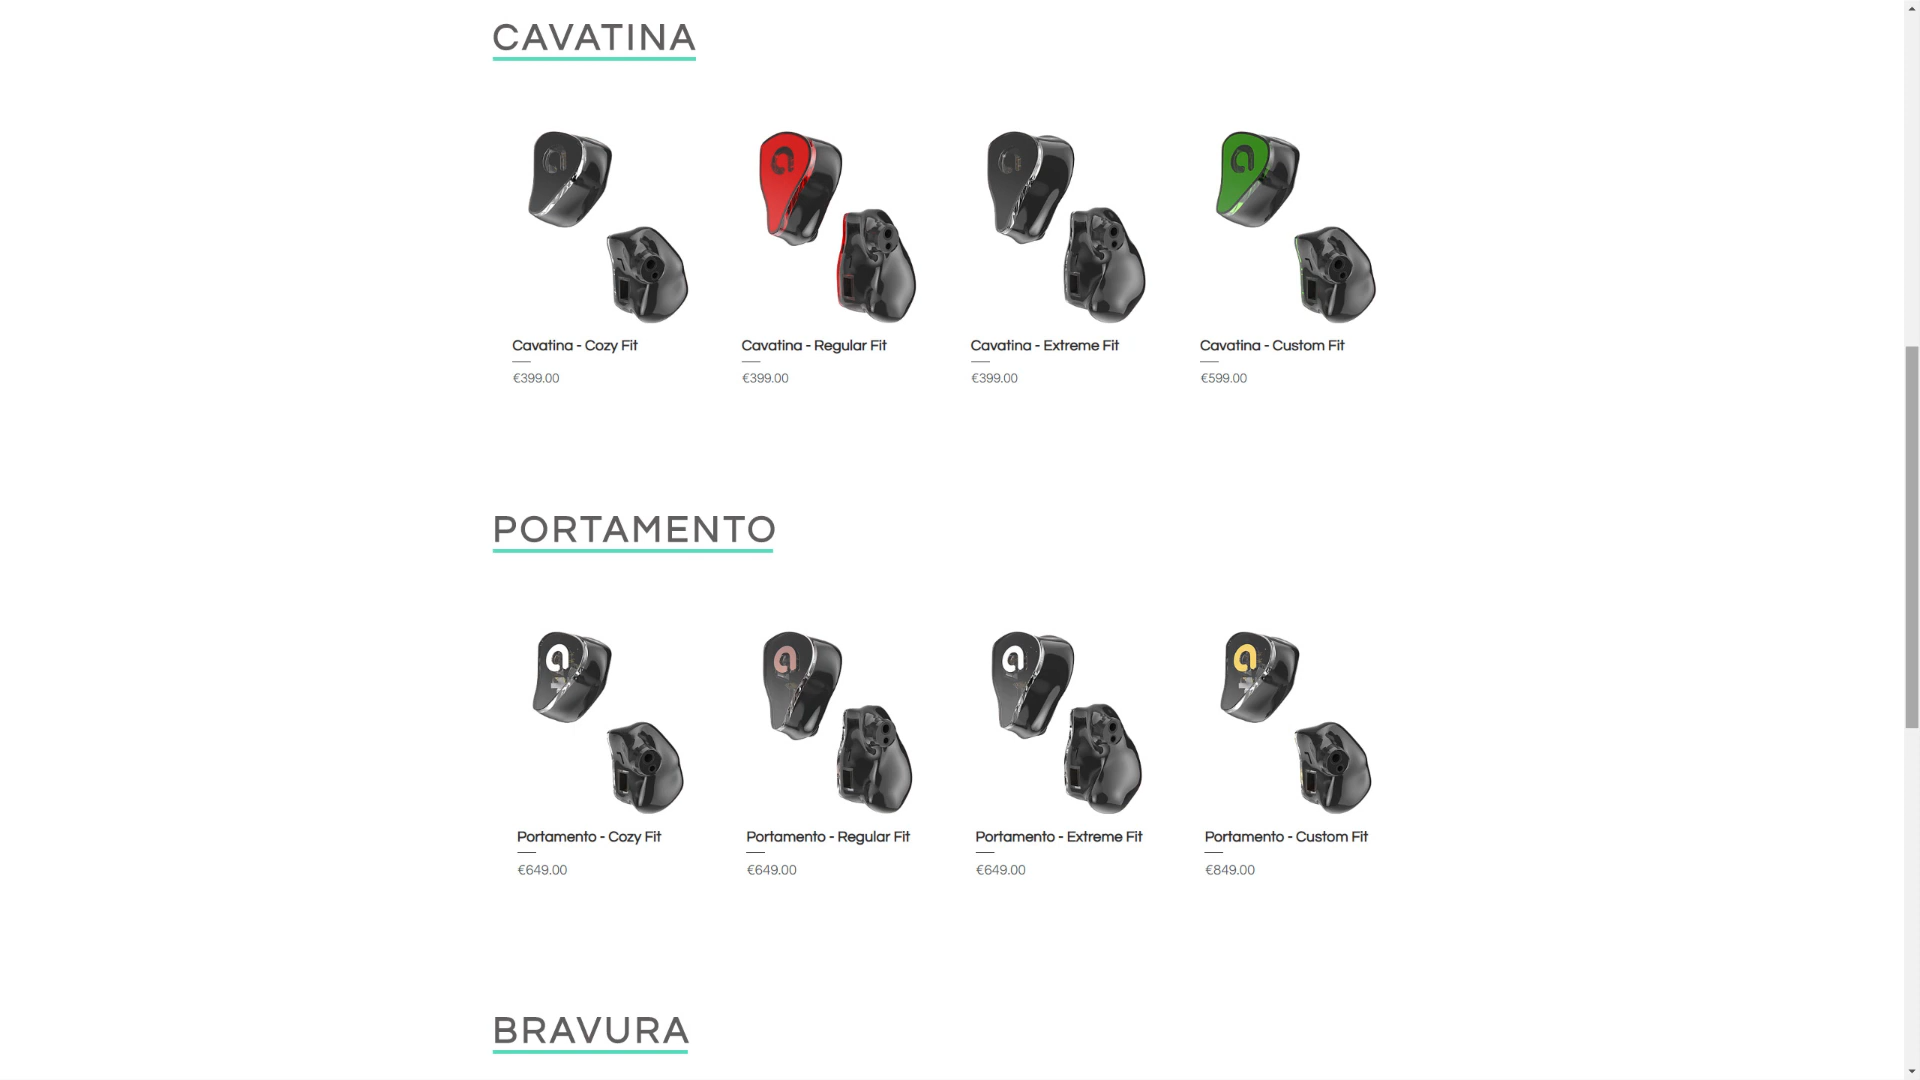 CAVATINA
Cavatina - Cozy Fit
€399.00
Cavatina - Regular Fit
€399.00
Cavatina - Extreme Fit
€399.00
Cavatina - Custom Fit
€599.00
PORTAMENTO
Portamento - Cozy Fit
€649.00
Portamento - Regular Fit
€649.00
Portamento - Extreme Fit
€649.00
Portamento - Custom Fit
€849.00
BRAVURA